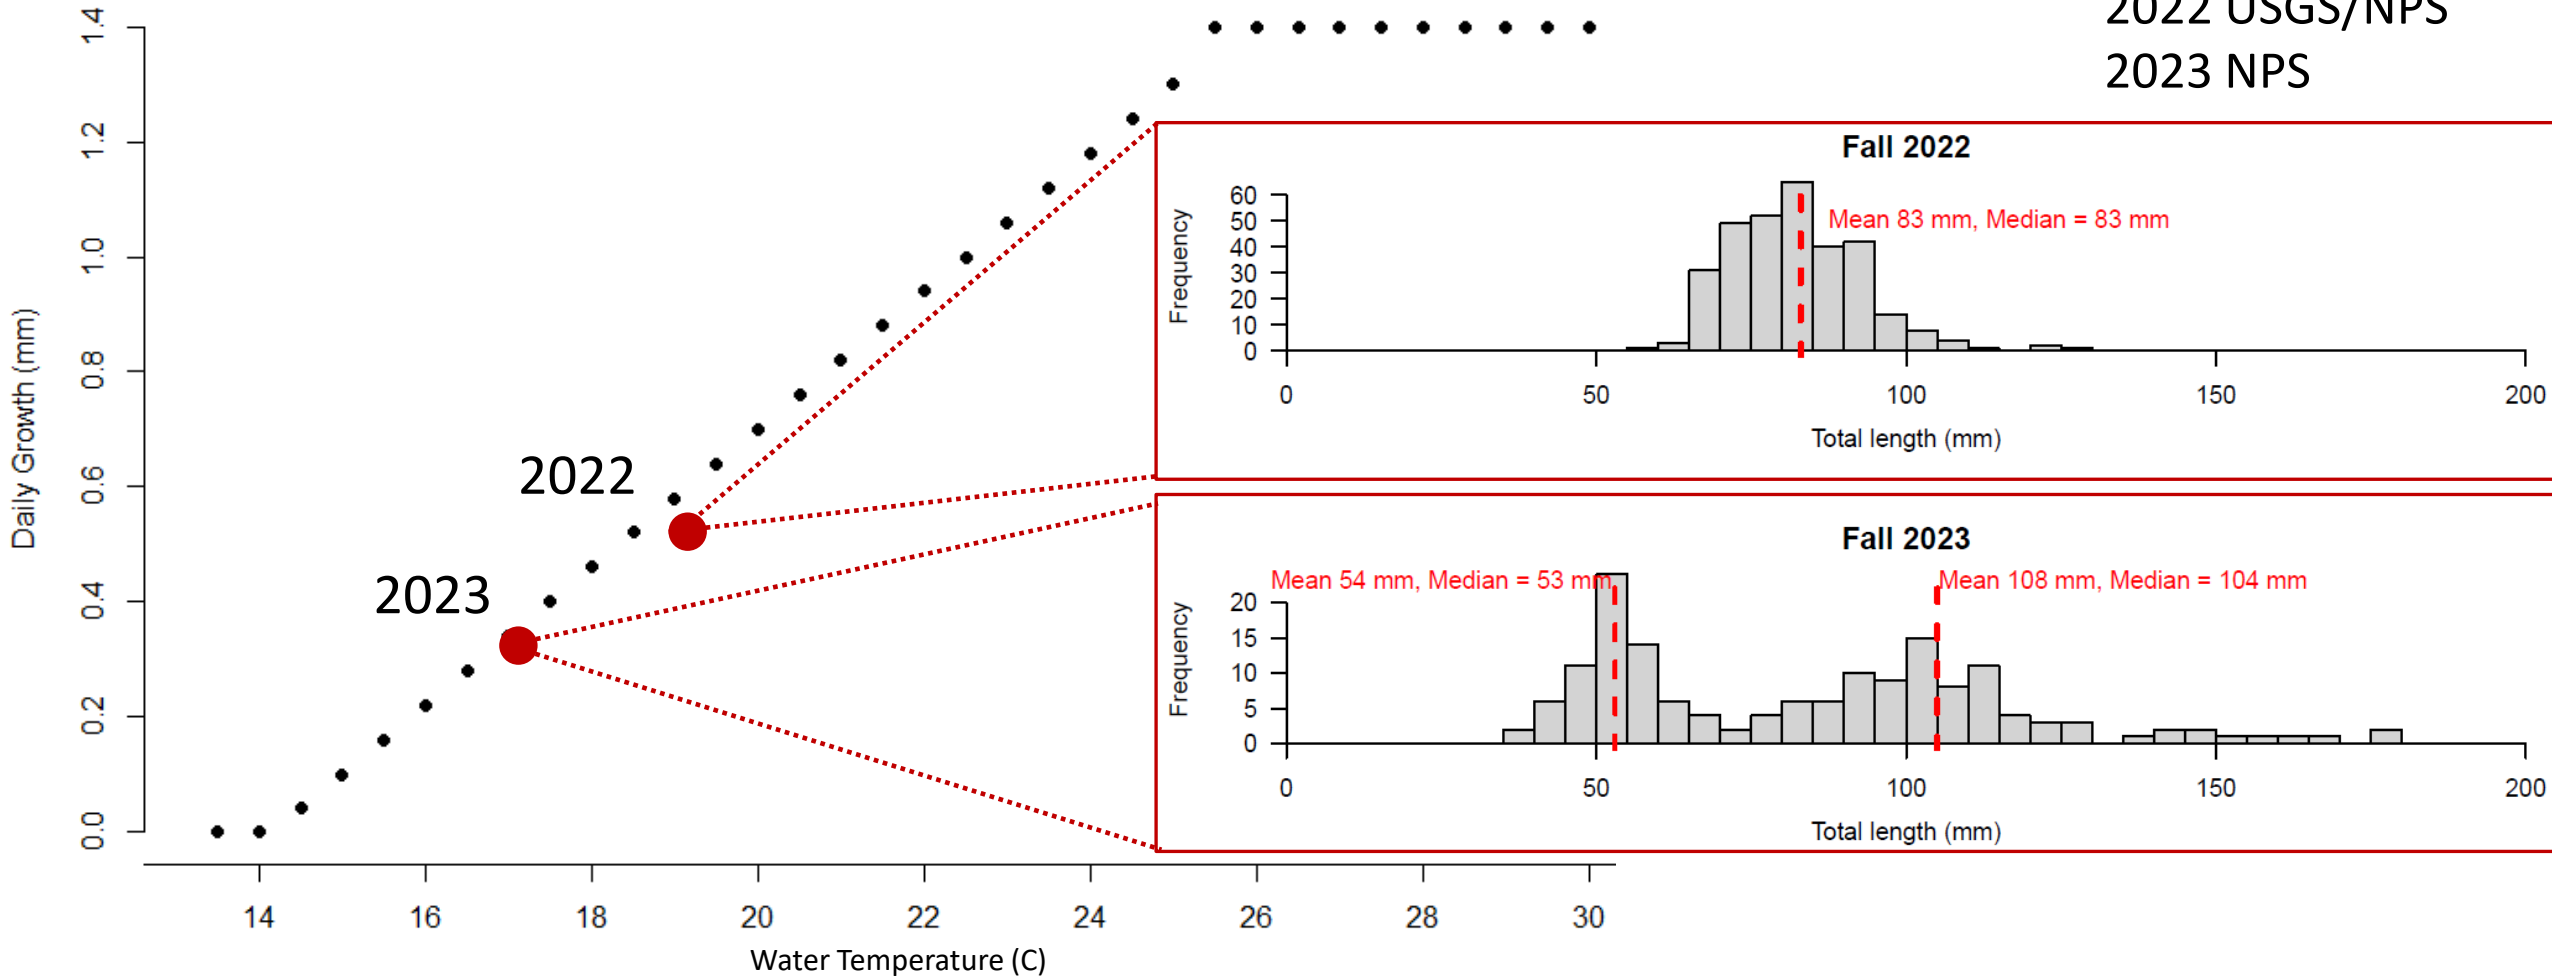 2022 USGS/NPS
2023 NPS
Daily Growth (mm)
1.4
1.2
1.0
0.8
0.6
0.4
0.2
0.0
2022
2023
14 16 18 20 22 24 26 28 30
Water Temperature (C)
Fall 2022
Frequency
60
50
40
30
20
10
0
Mean 83 mm, Median = 83 mm
0 50 100 150 200
Total length (mm)
Fall 2023
Mean 54 mm, Median = 53 mm
Mean 108 mm, Median = 104 mm
Frequency
20
15
10
5
0
0 50 100 150 200
Total length (mm)